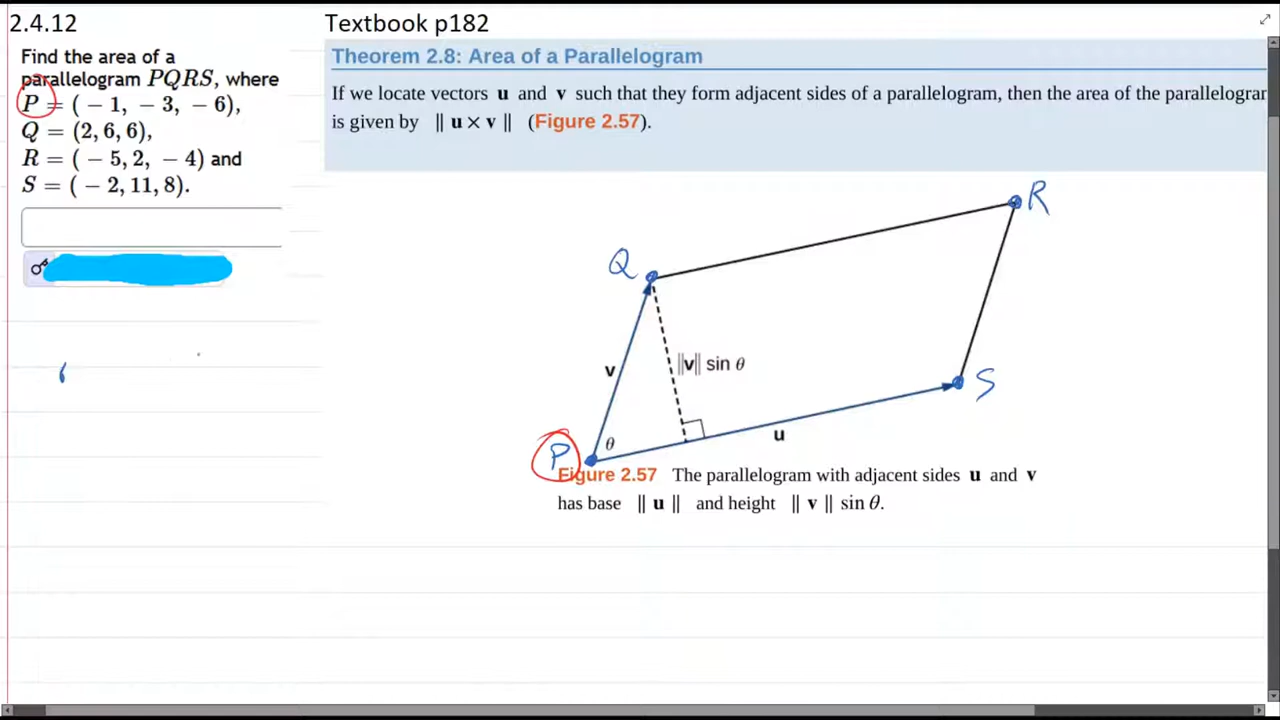 2.4.12
Textbook p182
Find the area of a
parallelogram PQRS, where
P = ( − 1, − 3, − 6),
Q = (2, 6, 6),
R = ( − 5, 2, − 4) and
S = ( − 2, 11, 8).
Theorem 2.8: Area of a Parallelogram
If we locate vectors u and v such that they form adjacent sides of a parallelogram, then the area of the
is given by ‖ u × v ‖ (Figure 2.57).
R
Q
‖v‖ sin θ
v
S
θ
u
P
Figure 2.57 The parallelogram with adjacent sides u and v
has base ‖ u ‖ and height ‖ v ‖ sin θ.